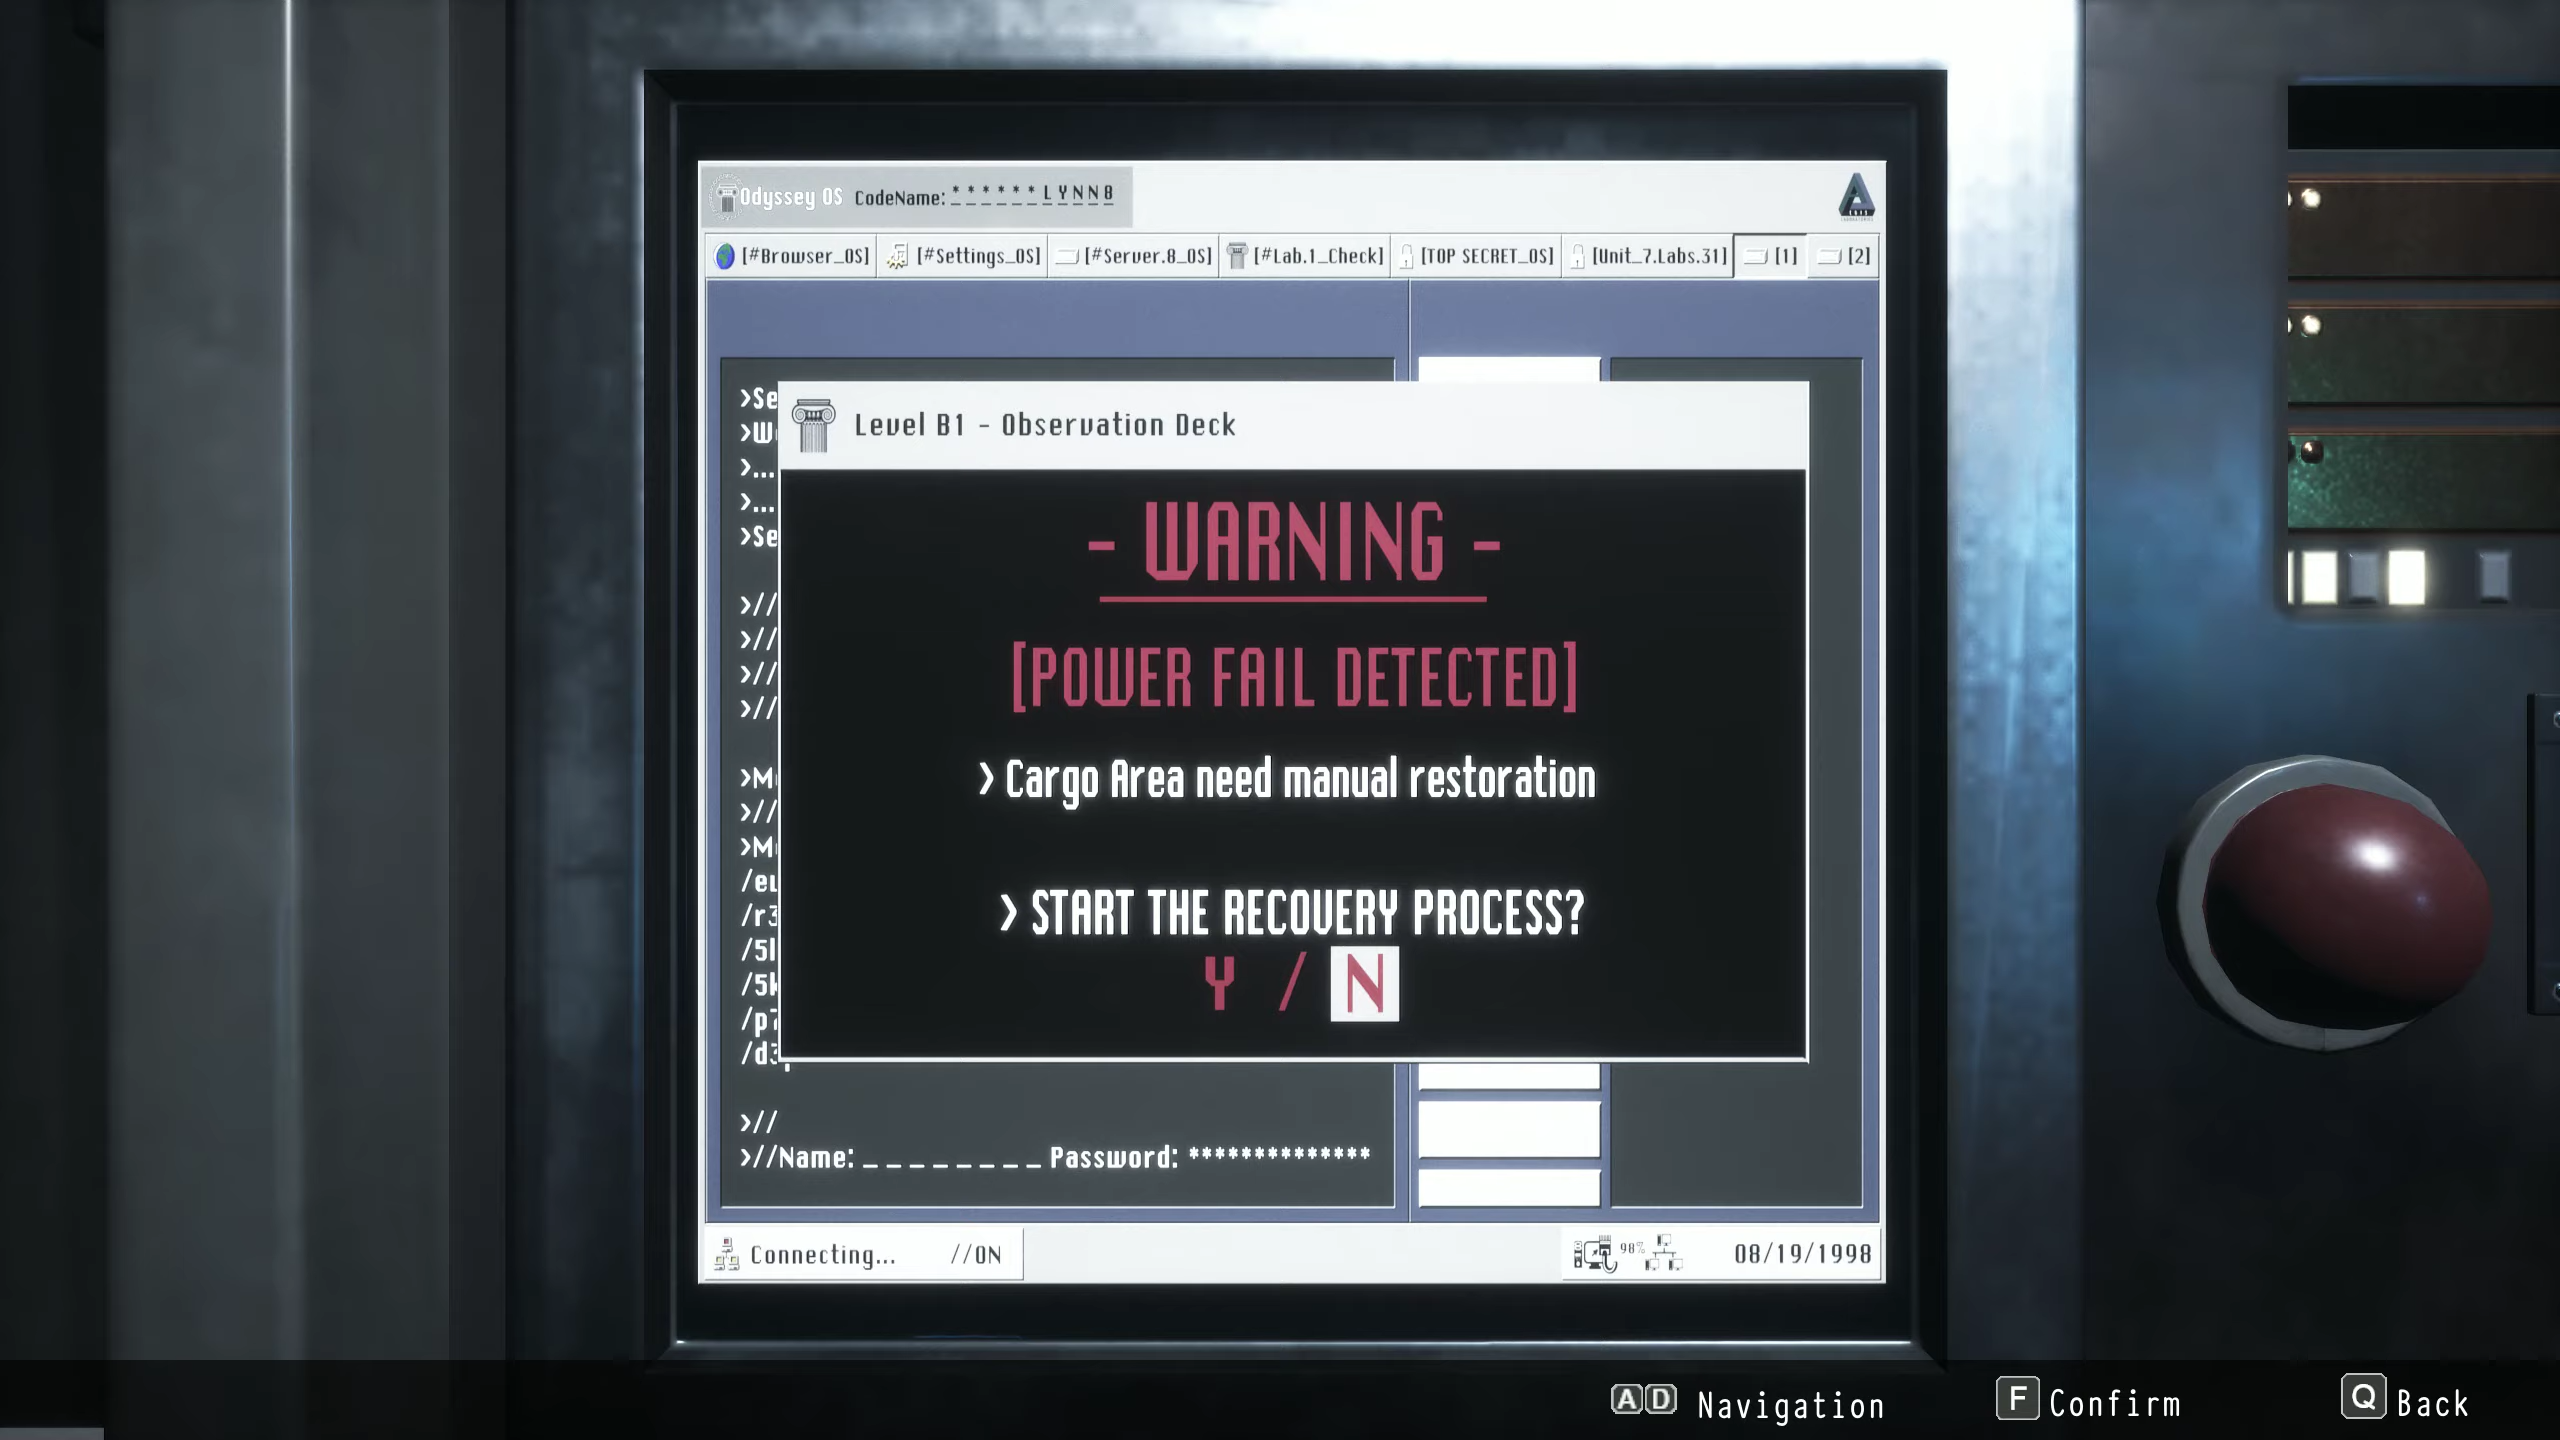 Odyssey OS CodeName: ******LYNN8
[#Browser_OS] [#Settings_OS] [#Server.8_OS] [#Lab.1_Check] [TOP SECRET_OS] [Unit_7.Labs.31] [1] [2]
Level B1 - Observation Deck
- WARNING -
[POWER FAIL DETECTED]
> Cargo Area need manual restoration
> START THE RECOVERY PROCESS?
Y / N
>...
>...
>//
>//
>//
>//
>//
>//
>//Name: _ _ _ _ _ _ _ _ Password: **************
Connecting... //ON
98% 08/19/1998
A D Navigation F Confirm Q Back